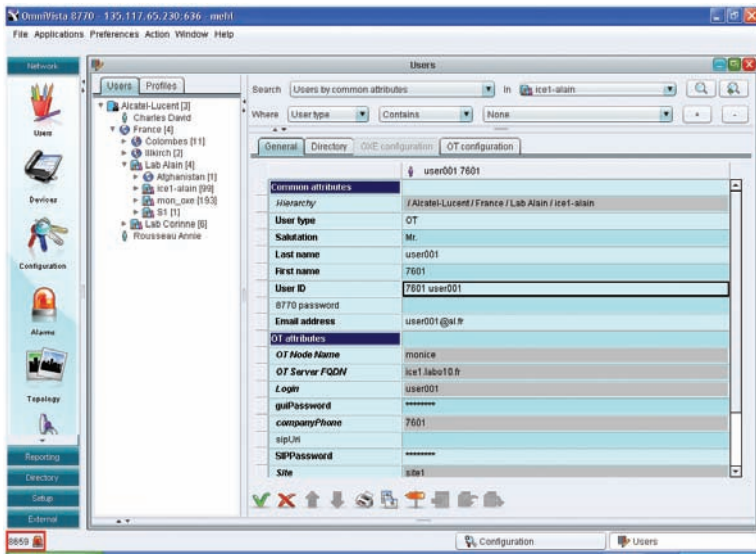 OmniVista 8770 - 135.117.65.230:636 - mehl
File Applications Preferences Action Window Help
Network
Users
Devices
Configuration
Alarms
Topology
Reporting
Directory
Setup
External
8659
Users
Users Profiles
Alcatel-Lucent [3]
Charles David
France [4]
Colombes [11]
Illkirch [2]
Lab Alain [4]
Afghanistan [1]
ice1-alain [99]
mon_oxe [193]
S1 [1]
Lab Corinne [6]
Rousseau Annie
Search Users by common attributes In ice1-alain
Where User type Contains None + -
General Directory OXE configuration OT configuration
user001 7601
Common attributes
Hierarchy / Alcatel-Lucent / France / Lab Alain / ice1-alain
User type OT
Salutation Mr.
Last name user001
First name 7601
User ID 7601 user001
8770 password
Email address user001@al.fr
OT attributes
OT Node Name monice
OT Server FQDN ice1.labo10.fr
Login user001
guiPassword ********
companyPhone 7601
sipUri
SIPPassword ********
Site site1
Configuration Users